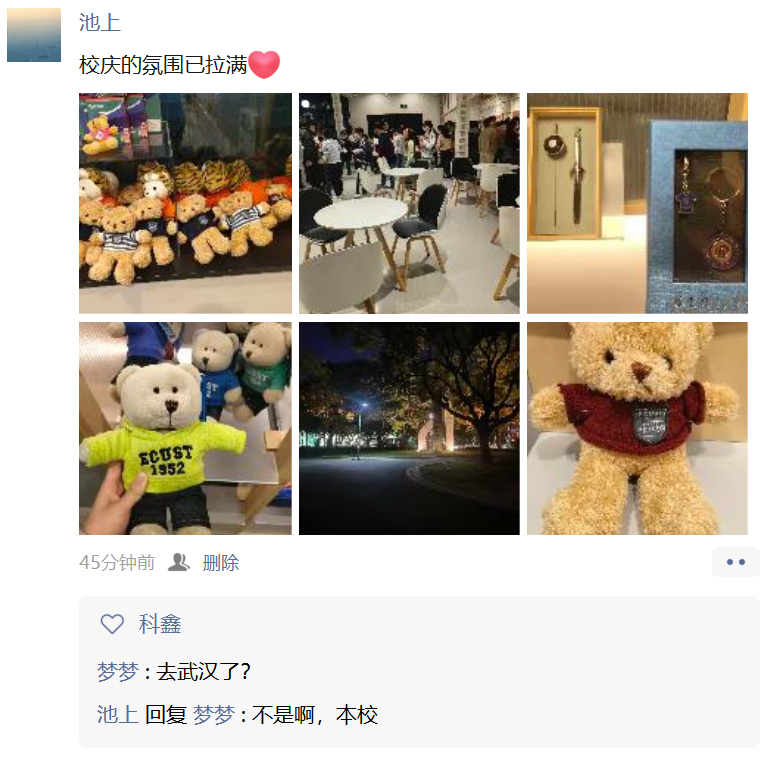 池上
校庆的氛围已拉满
ECUST
1952
45分钟前 删除
科鑫
梦梦 : 去武汉了?
池上 回复 梦梦 : 不是啊，本校